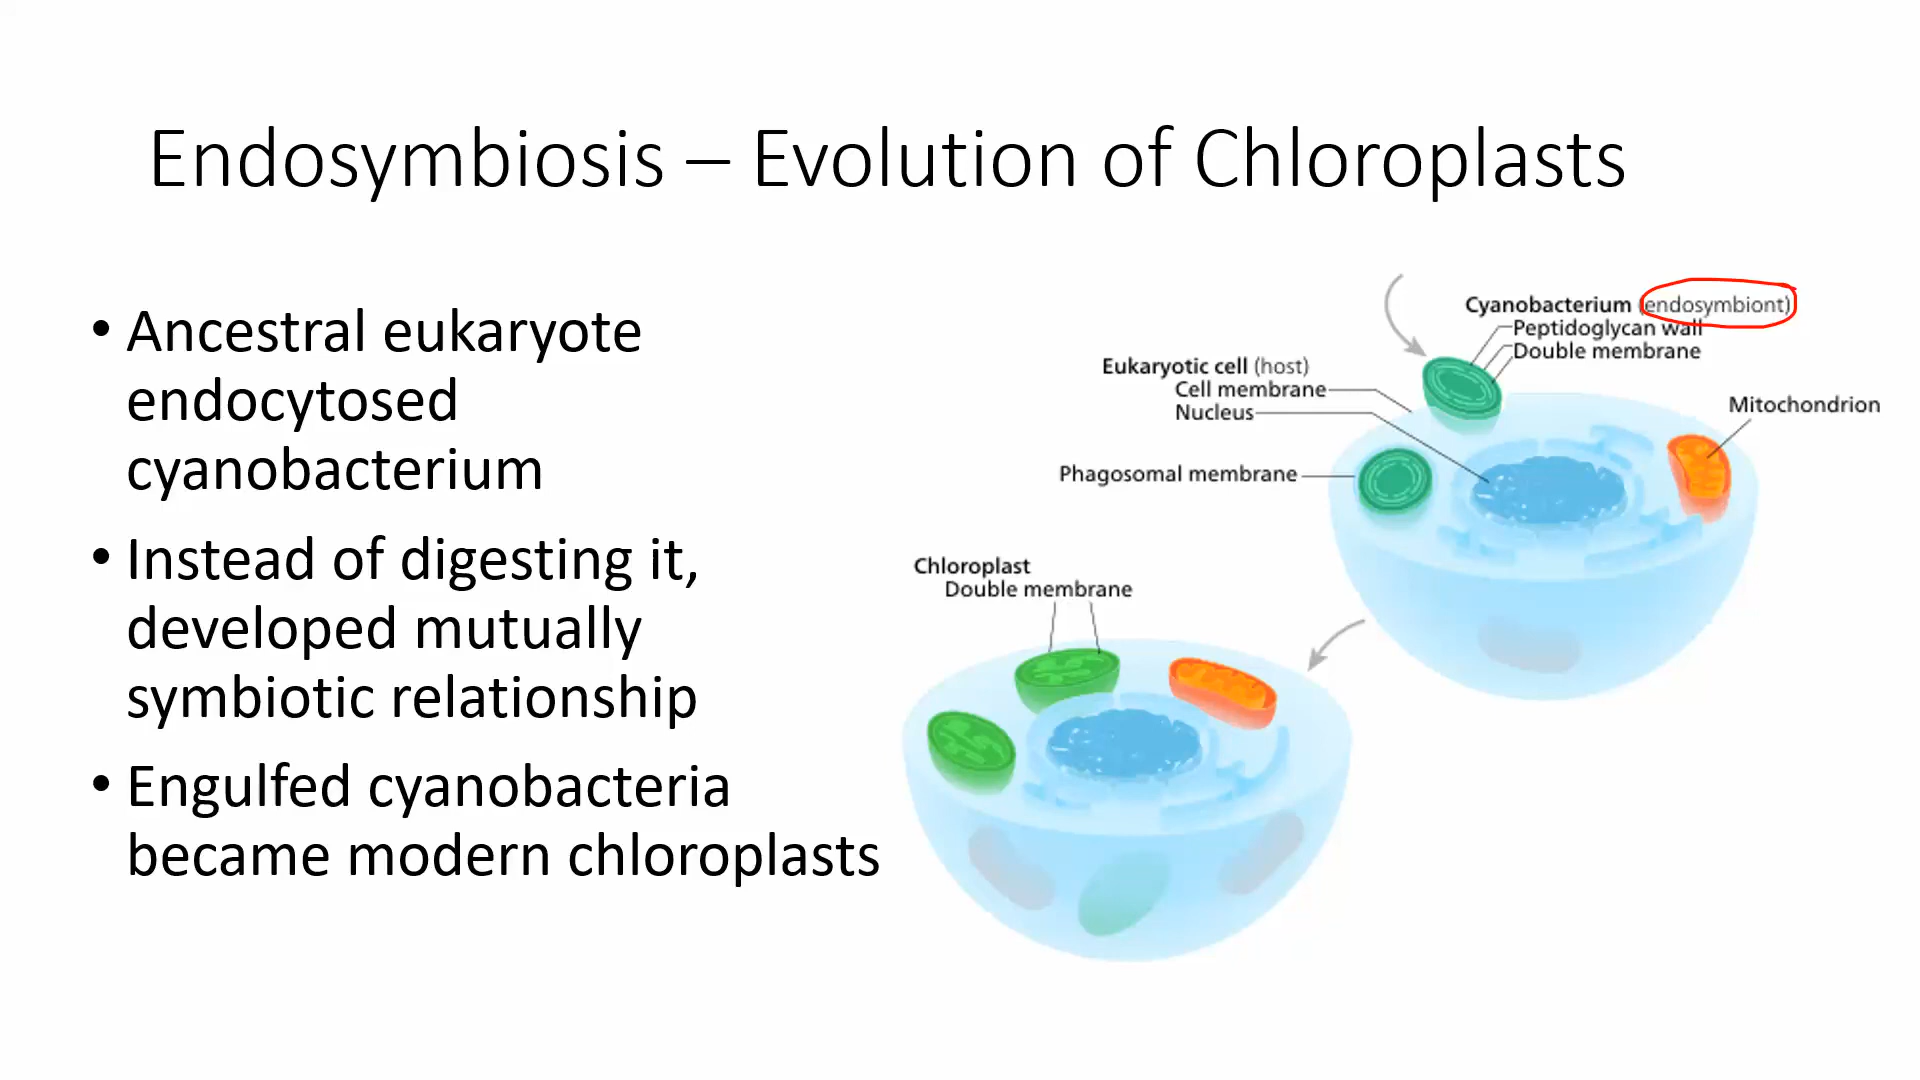 Endosymbiosis – Evolution of Chloroplasts
• Ancestral eukaryote
endocytosed
cyanobacterium
• Instead of digesting it,
developed mutually
symbiotic relationship
• Engulfed cyanobacteria
became modern chloroplasts
Cyanobacterium (endosymbiont)
Peptidoglycan wall
Double membrane
Eukaryotic cell (host)
Cell membrane
Nucleus
Mitochondrion
Phagosomal membrane
Chloroplast
Double membrane